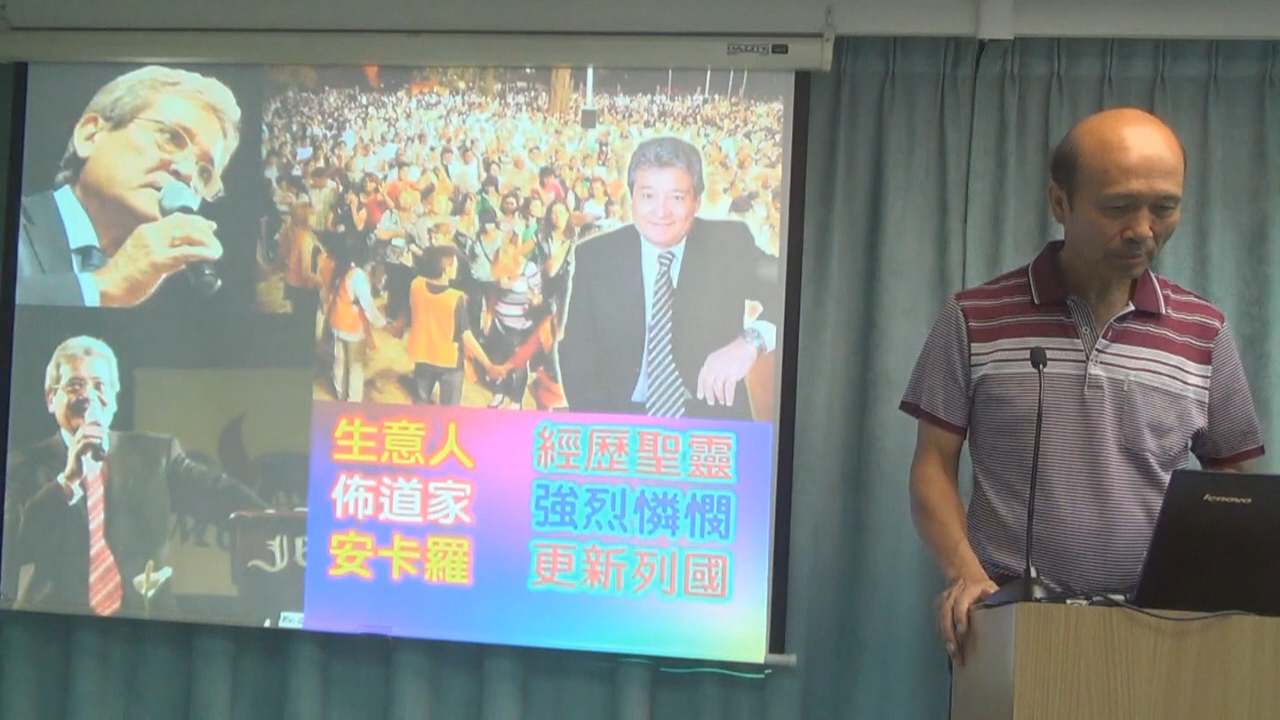 生意人 經歷聖靈
佈道家 強烈憐憫
安卡羅 更新列國
lenovo